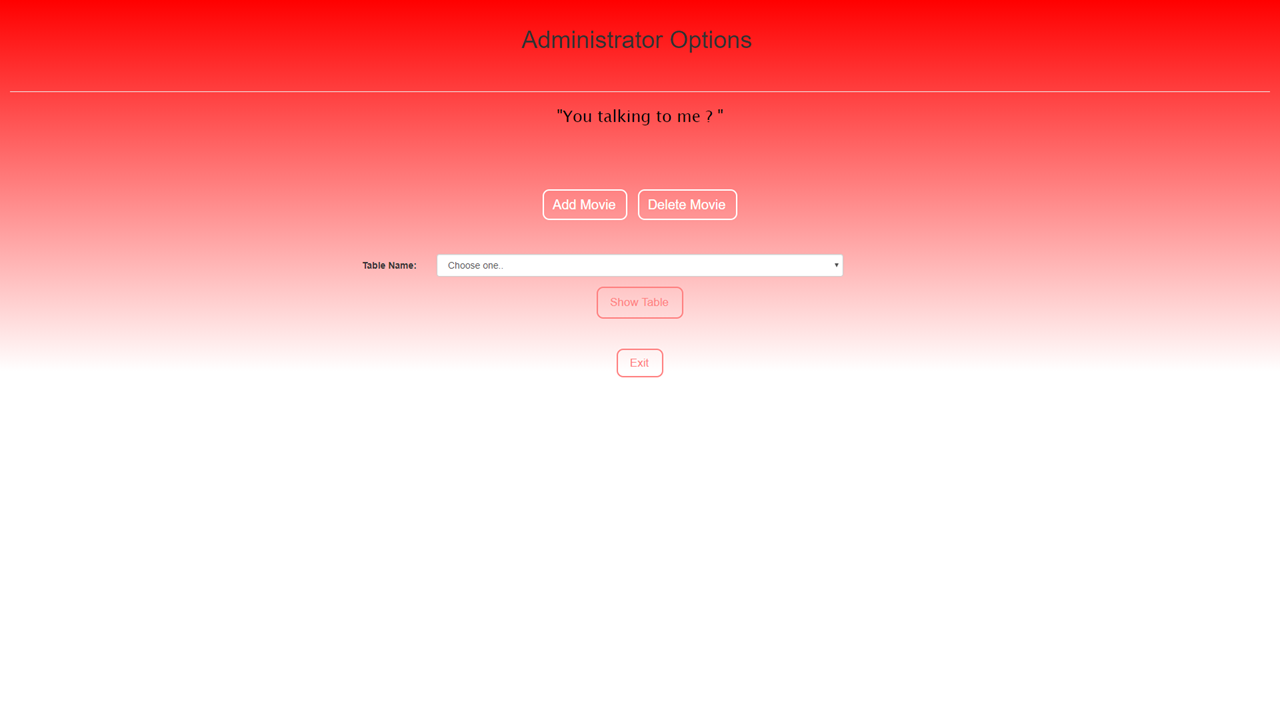 Administrator Options
"You talking to me ? "
Add Movie Delete Movie
Table Name: Choose one..
Show Table
Exit